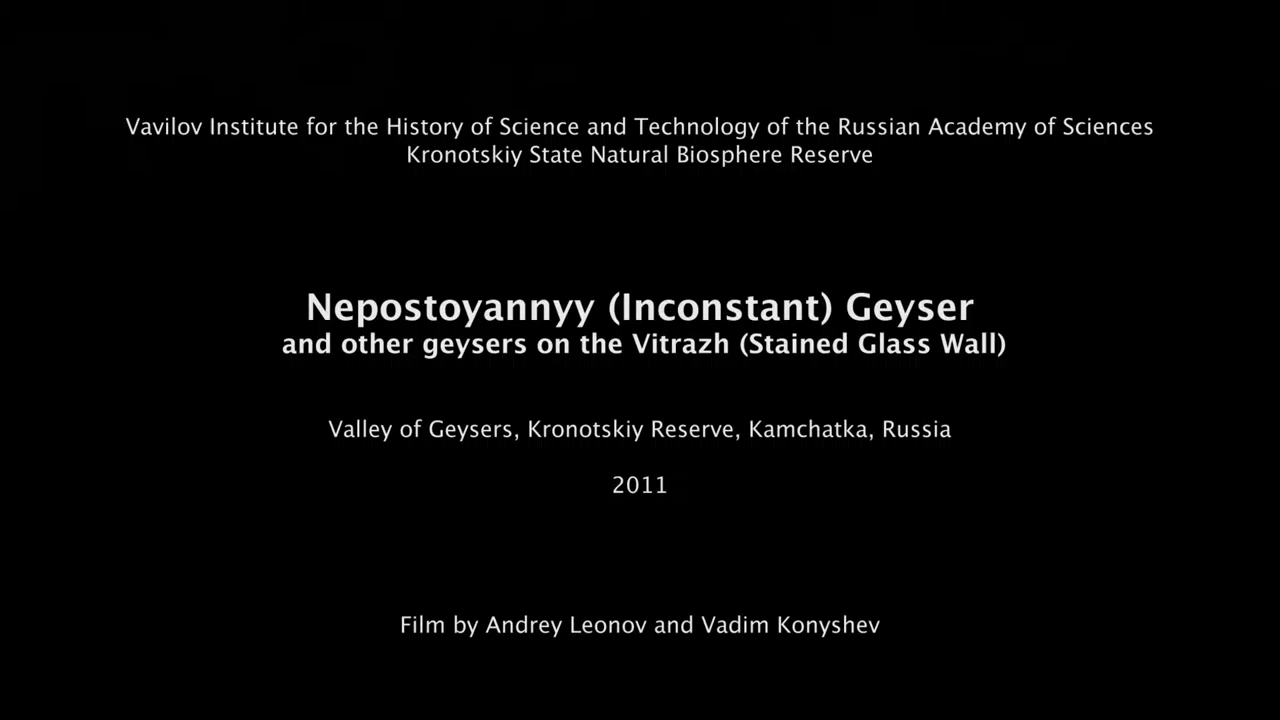 Vavilov Institute for the History of Science and Technology of the Russian Academy of Sciences
Kronotskiy State Natural Biosphere Reserve
Nepostoyannyy (Inconstant) Geyser
and other geysers on the Vitrazh (Stained Glass Wall)
Valley of Geysers, Kronotskiy Reserve, Kamchatka, Russia
2011
Film by Andrey Leonov and Vadim Konyshev